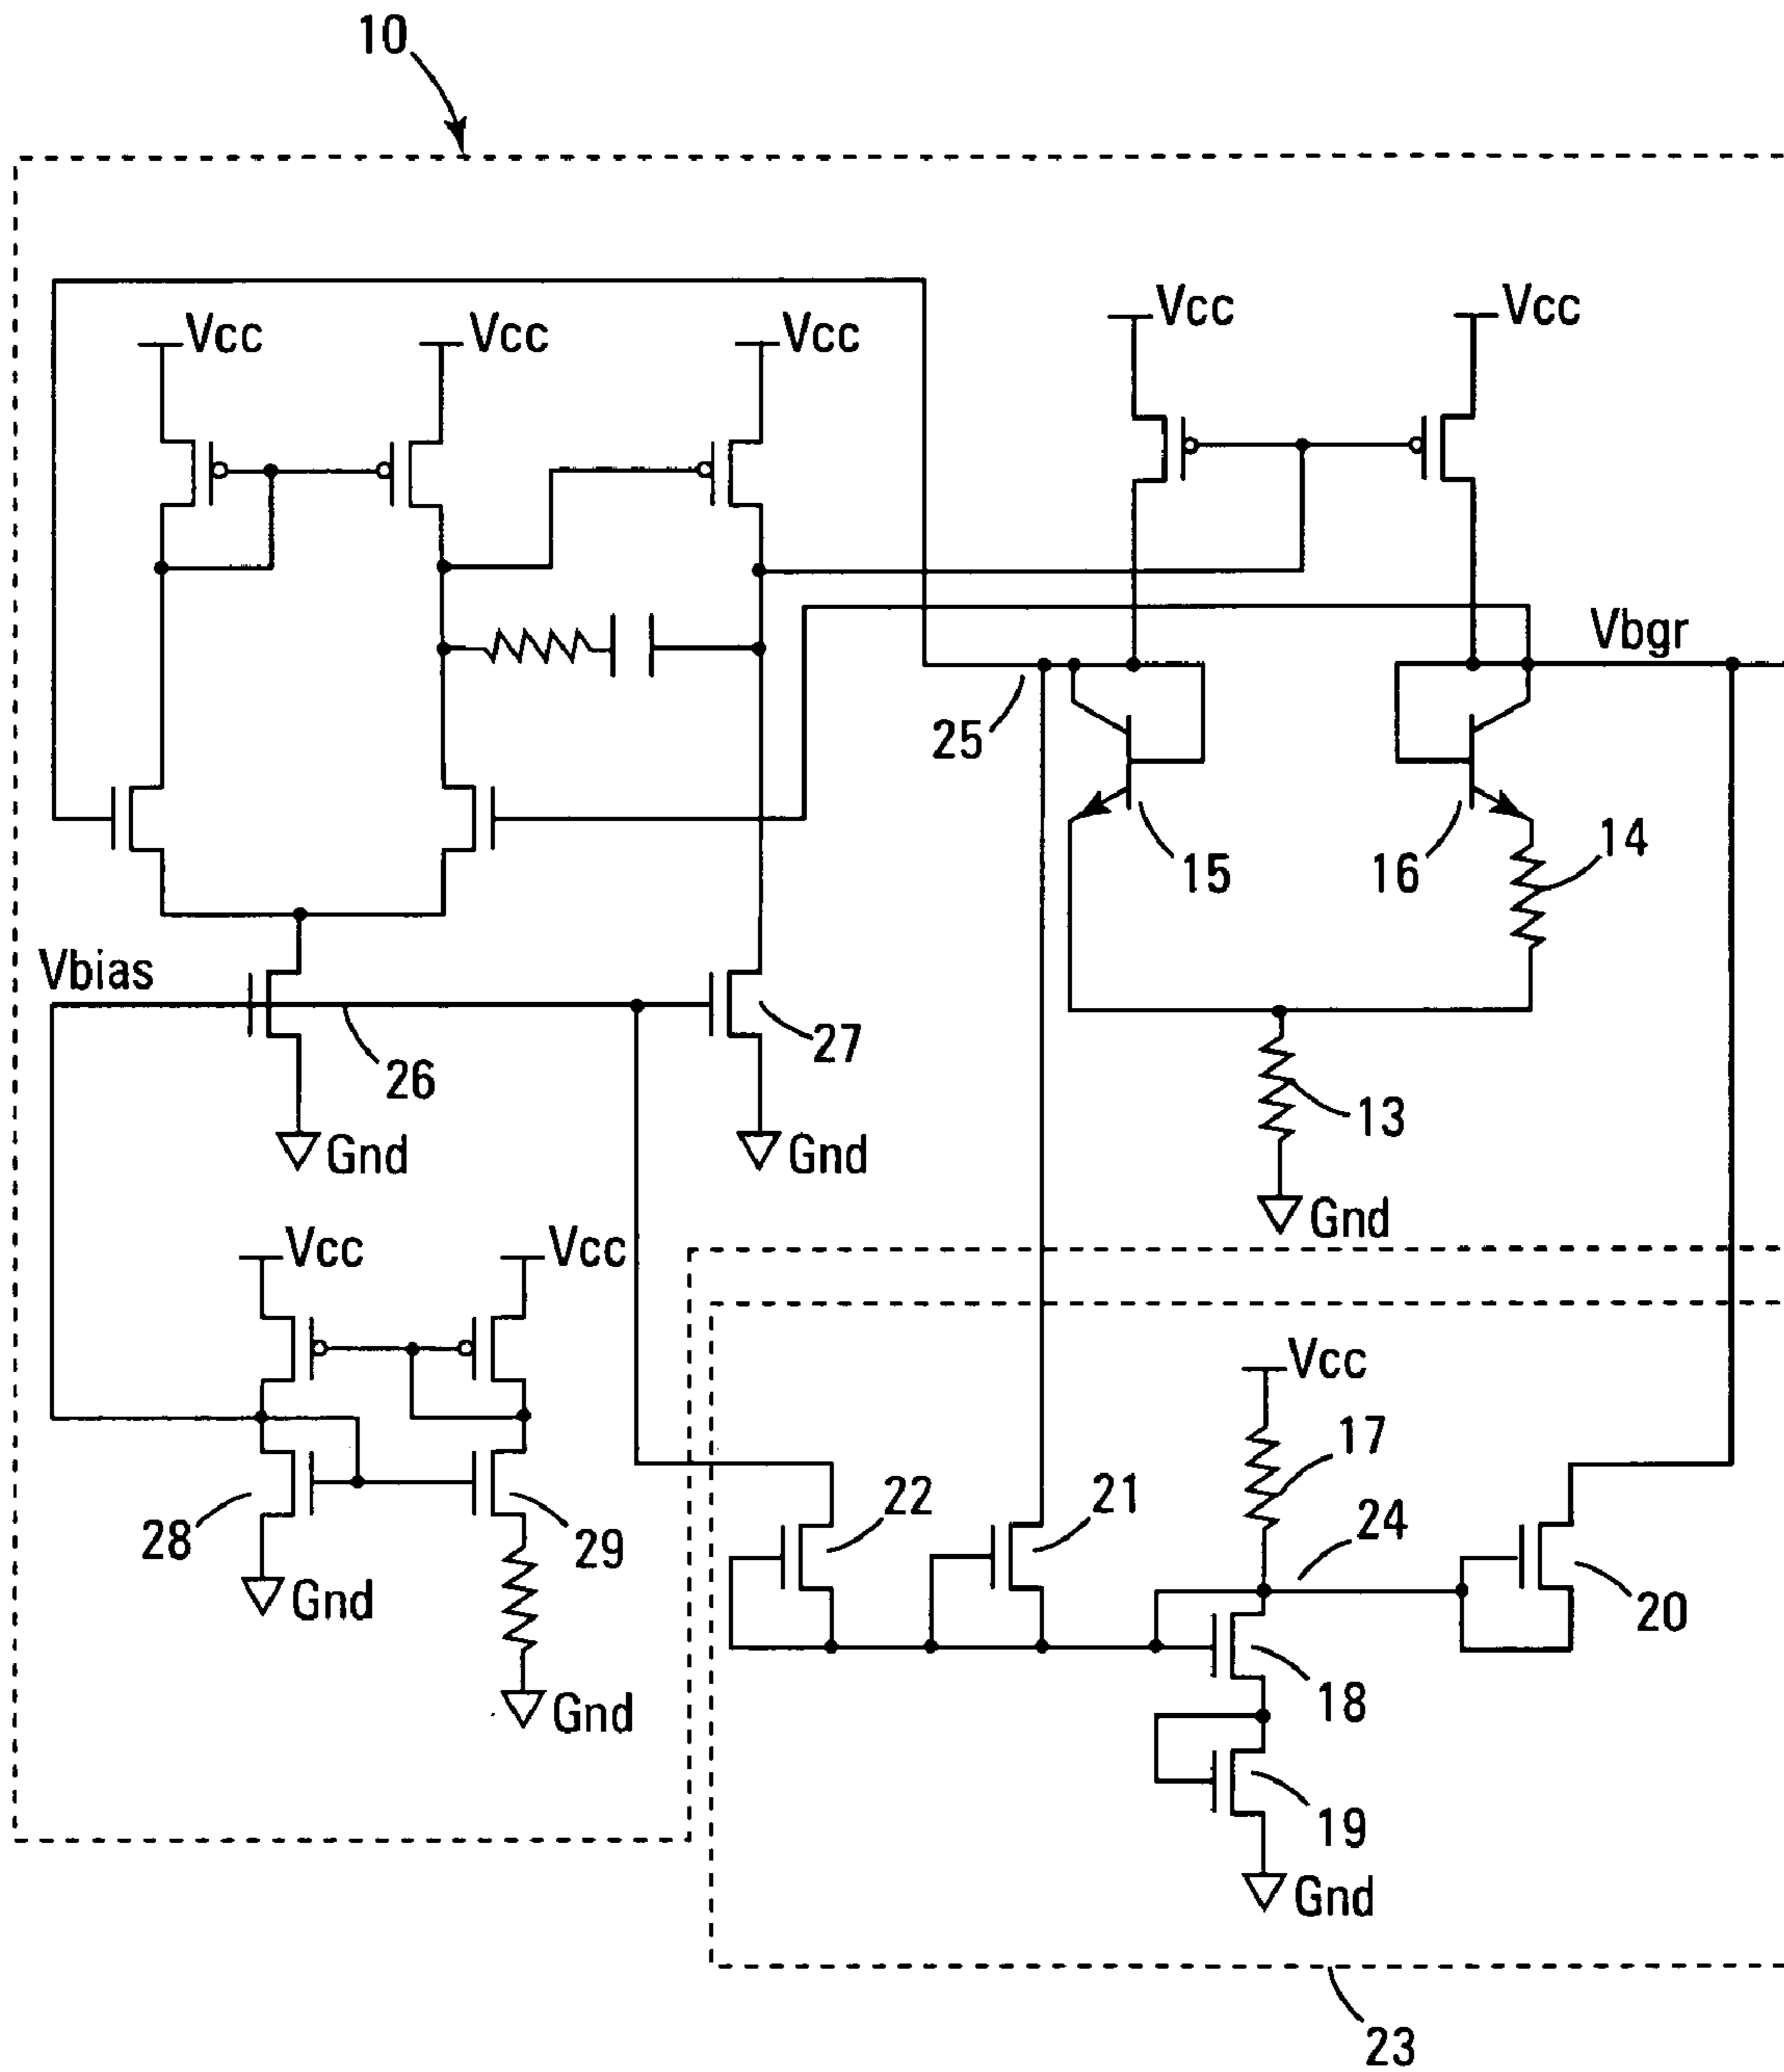 10
Vcc Vcc Vcc Vcc Vcc
Vbgr
25
15 16 14
Vbias
26 27
13
Gnd Gnd
Gnd
Vcc Vcc
Vcc
17
22 21 24
28 29
20
Gnd
18
Gnd
19
Gnd
23